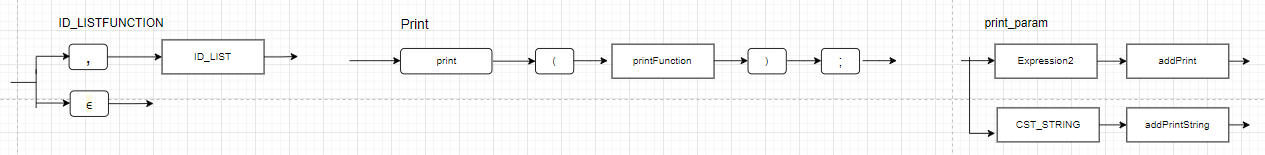 ID_LISTFUNCTION
, ID_LIST
ϵ
Print
print ( printFunction ) ;
print_param
Expression2 addPrint
CST_STRING addPrintString